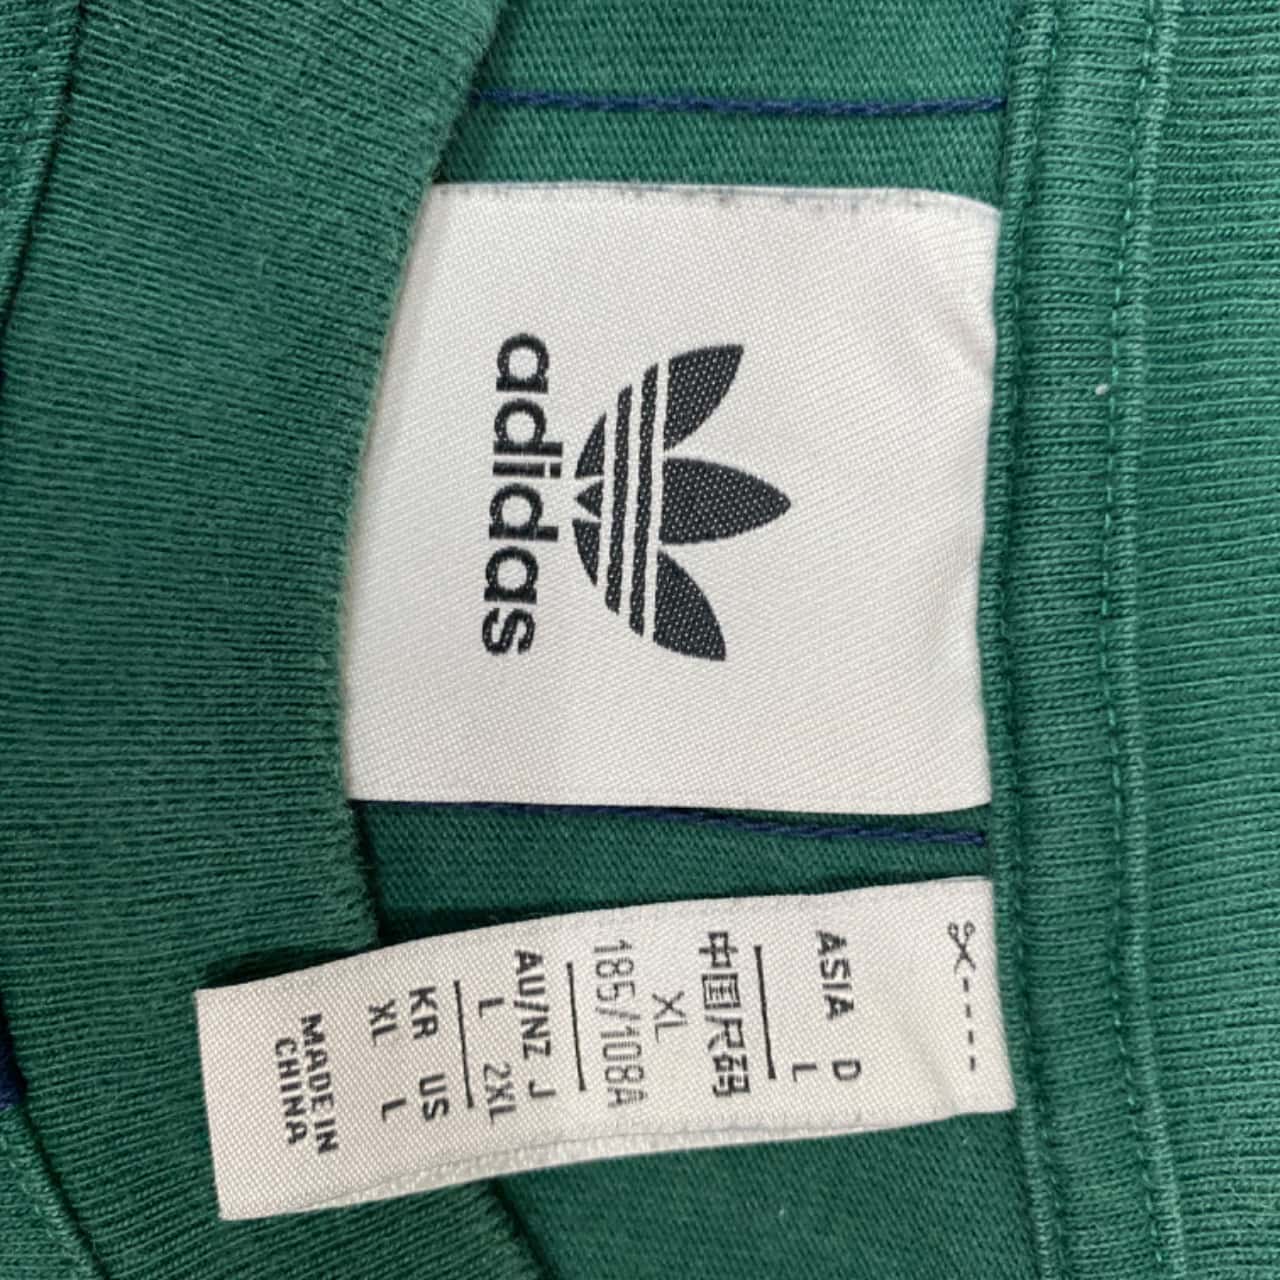 adidas
ASIA D
L
中国尺码
XL
185/108A
AU/NZ J
L 2XL
KR US
XL L
MADE IN
CHINA